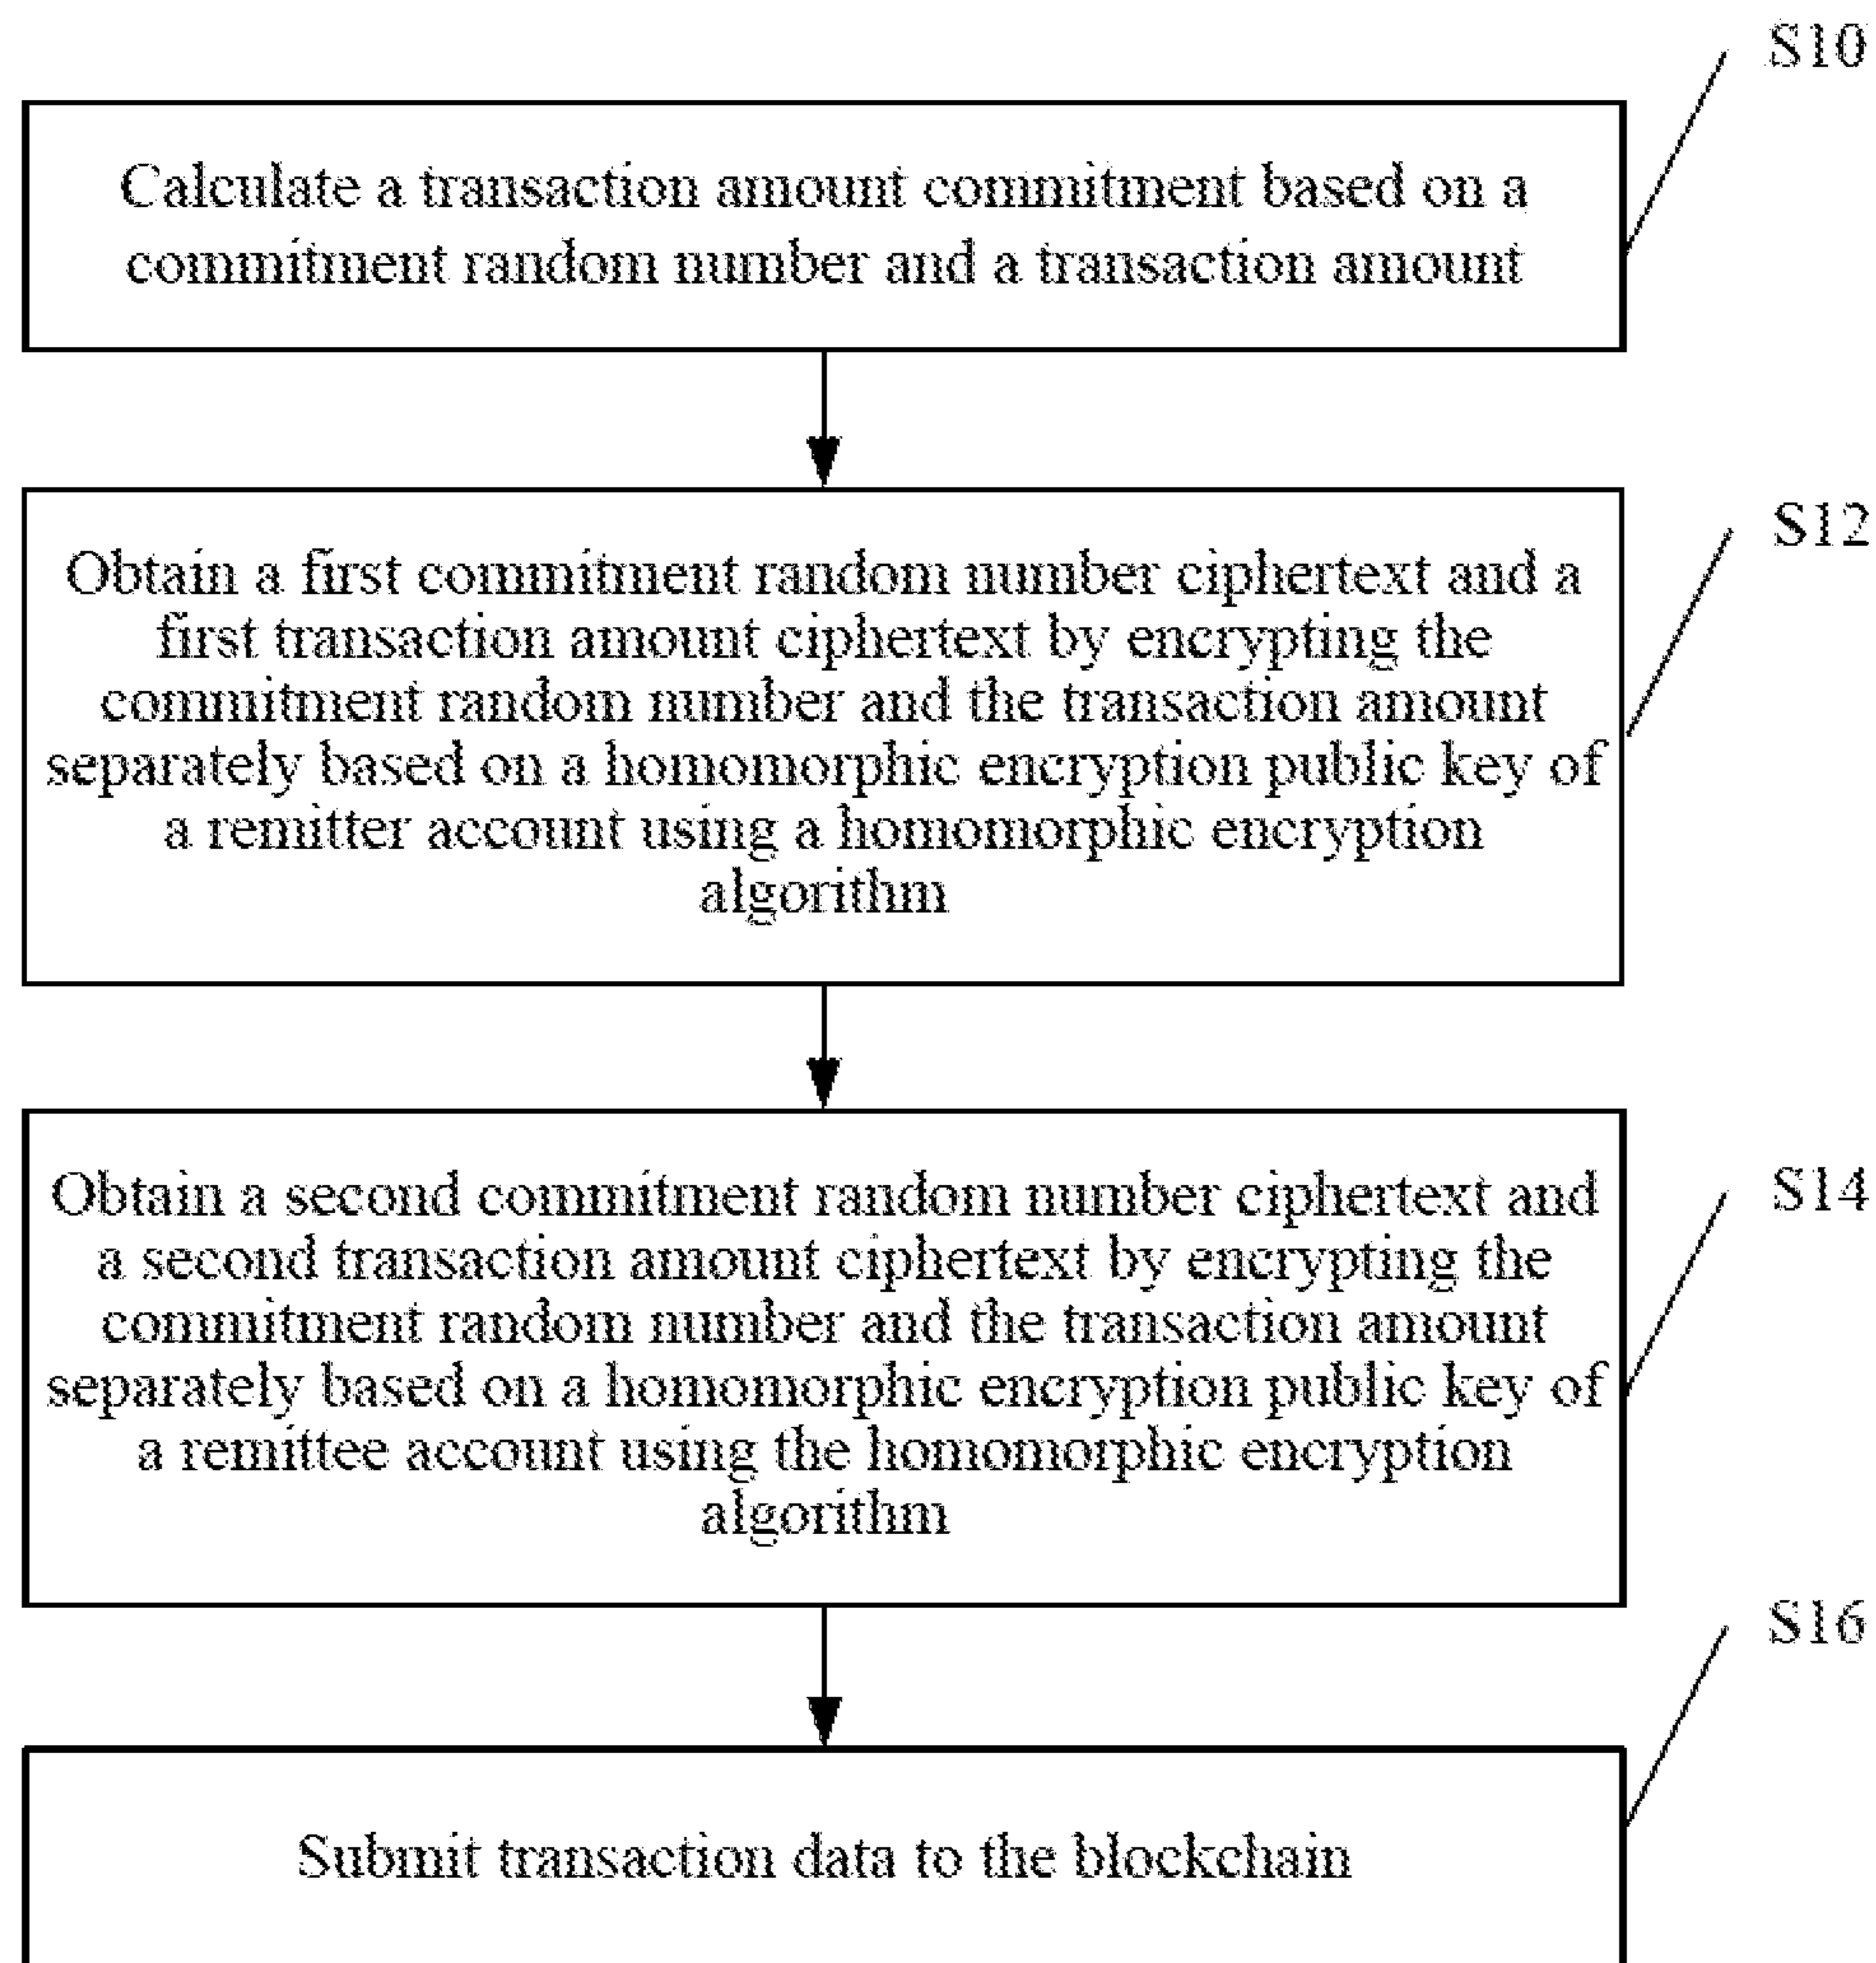 S10
Calculate a transaction amount commitment based on a
commitment random number and a transaction amount
S12
Obtain a first commitment random number ciphertext and a
first transaction amount ciphertext by encrypting the
commitment random number and the transaction amount
separately based on a homomorphic encryption public key of
a remitter account using a homomorphic encryption
algorithm
S14
Obtain a second commitment random number ciphertext and
a second transaction amount ciphertext by encrypting the
commitment random number and the transaction amount
separately based on a homomorphic encryption public key of
a remittee account using the homomorphic encryption
algorithm
S16
Submit transaction data to the blockchain